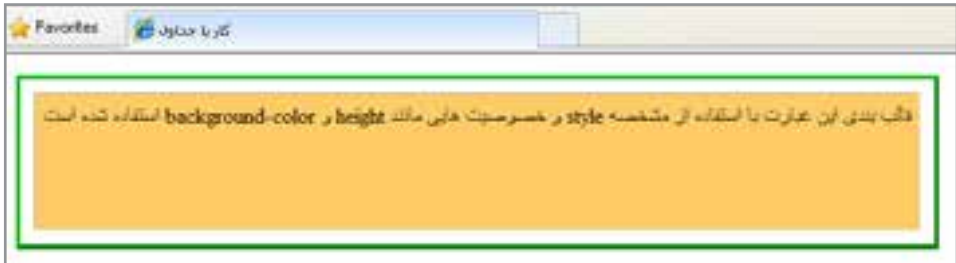 Favorites
کار با جداول
قالب بندی این عبارت با استفاده از مشخصه style و خصوصیت هایی مانند height و background-color استفاده شده است